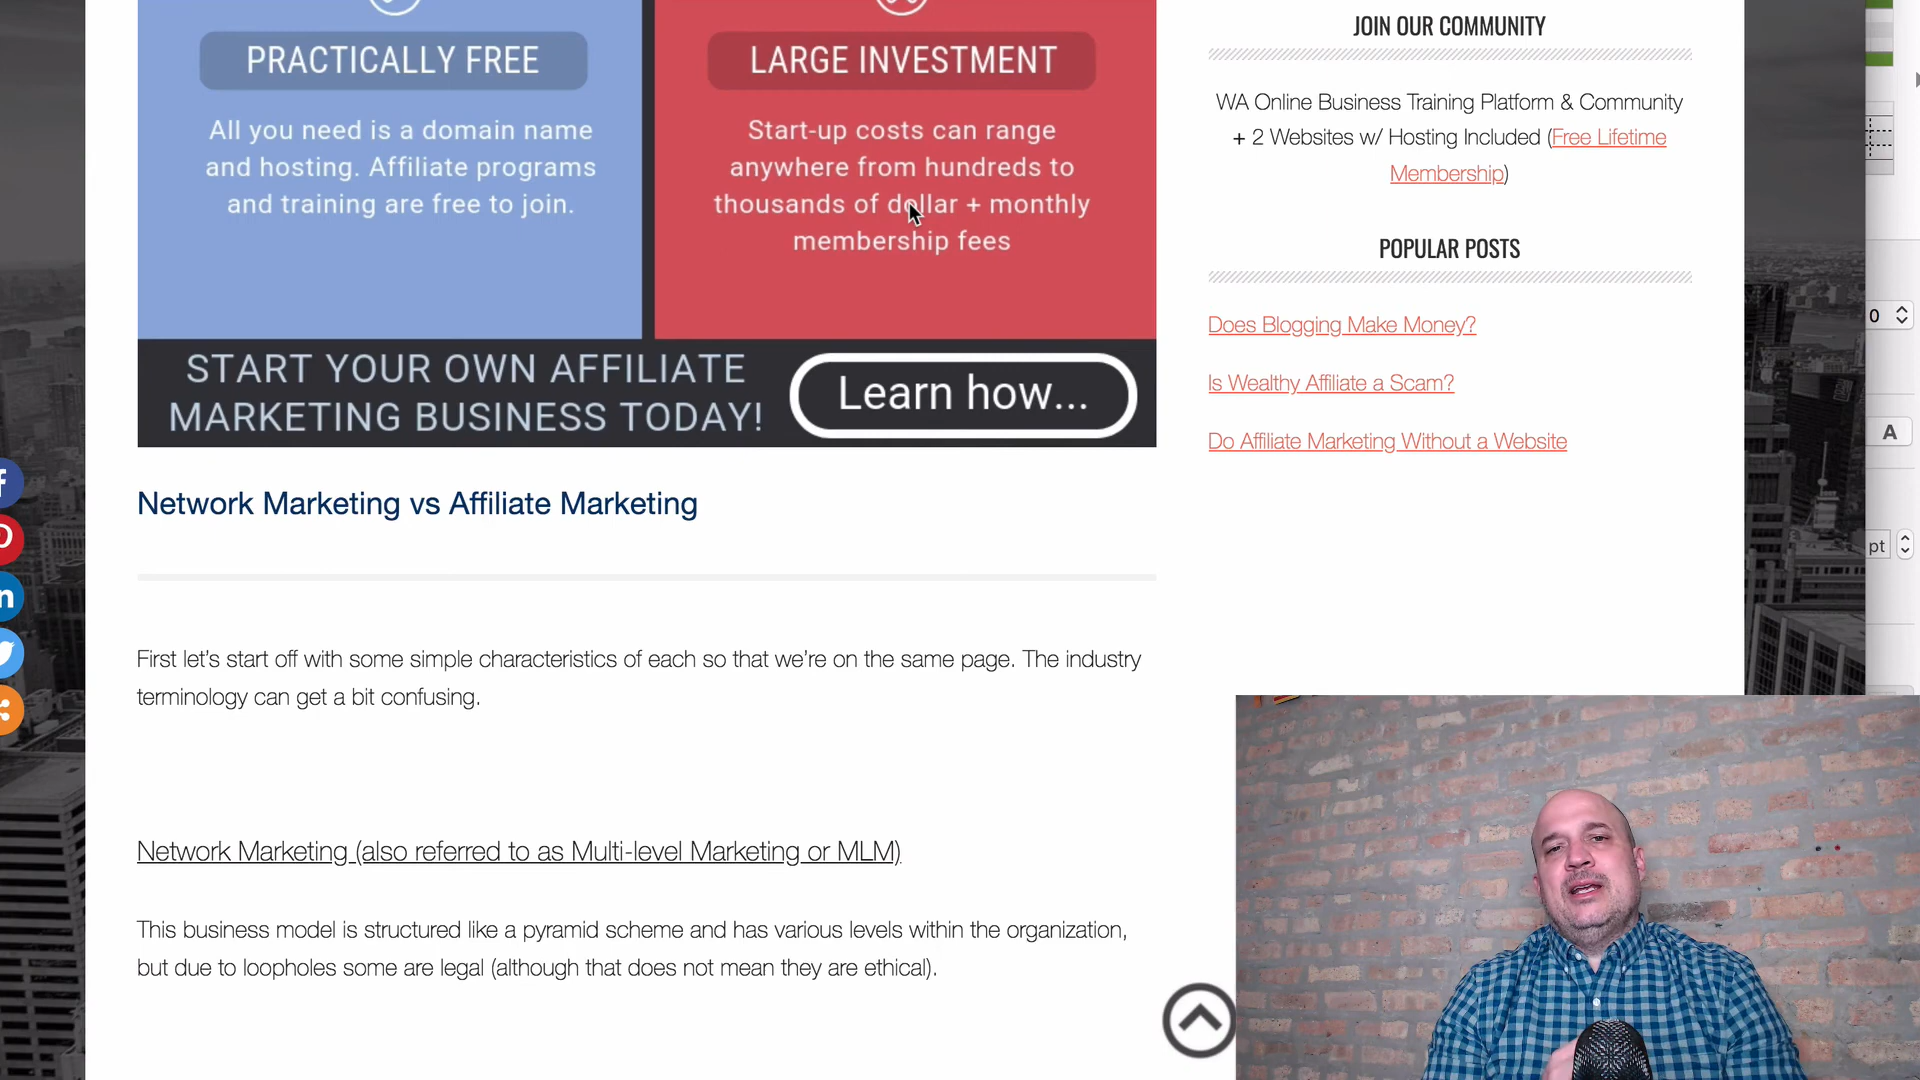 PRACTICALLY FREE
All you need is a domain name
and hosting. Affiliate programs
and training are free to join.
LARGE INVESTMENT
Start-up costs can range
anywhere from hundreds to
thousands of dollar + monthly
membership fees
START YOUR OWN AFFILIATE
MARKETING BUSINESS TODAY!
Learn how...
Network Marketing vs Affiliate Marketing
First let's start off with some simple characteristics of each so that we're on the same page. The industry
terminology can get a bit confusing.
Network Marketing (also referred to as Multi-level Marketing or MLM)
This business model is structured like a pyramid scheme and has various levels within the organization,
but due to loopholes some are legal (although that does not mean they are ethical).
JOIN OUR COMMUNITY
WA Online Business Training Platform & Community
+ 2 Websites w/ Hosting Included (Free Lifetime
Membership)
POPULAR POSTS
Does Blogging Make Money?
Is Wealthy Affiliate a Scam?
Do Affiliate Marketing Without a Website
0
A
pt